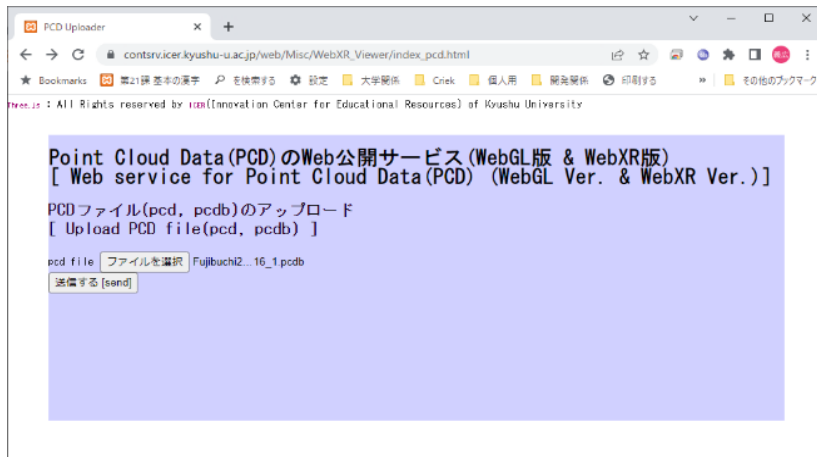 PCD Uploader
contsrv.icer.kyushu-u.ac.jp/web/Misc/WebXR_Viewer/index_pcd.html
Bookmarks 第21課 基本の漢字 を検索する 設定 大学関係 Criek 個人用 開発関係 印刷する » その他のブックマーク
Three.js : All Rights reserved by ICER(Innovation Center for Educational Resources) of Kyushu University
Point Cloud Data(PCD)のWeb公開サービス(WebGL版 & WebXR版)
[ Web service for Point Cloud Data(PCD) (WebGL Ver. & WebXR Ver.)]
PCDファイル(pcd, pcdb)のアップロード
[ Upload PCD file(pcd, pcdb) ]
pcd file ファイルを選択 Fujibuchi2...16_1.pcdb
送信する [send]